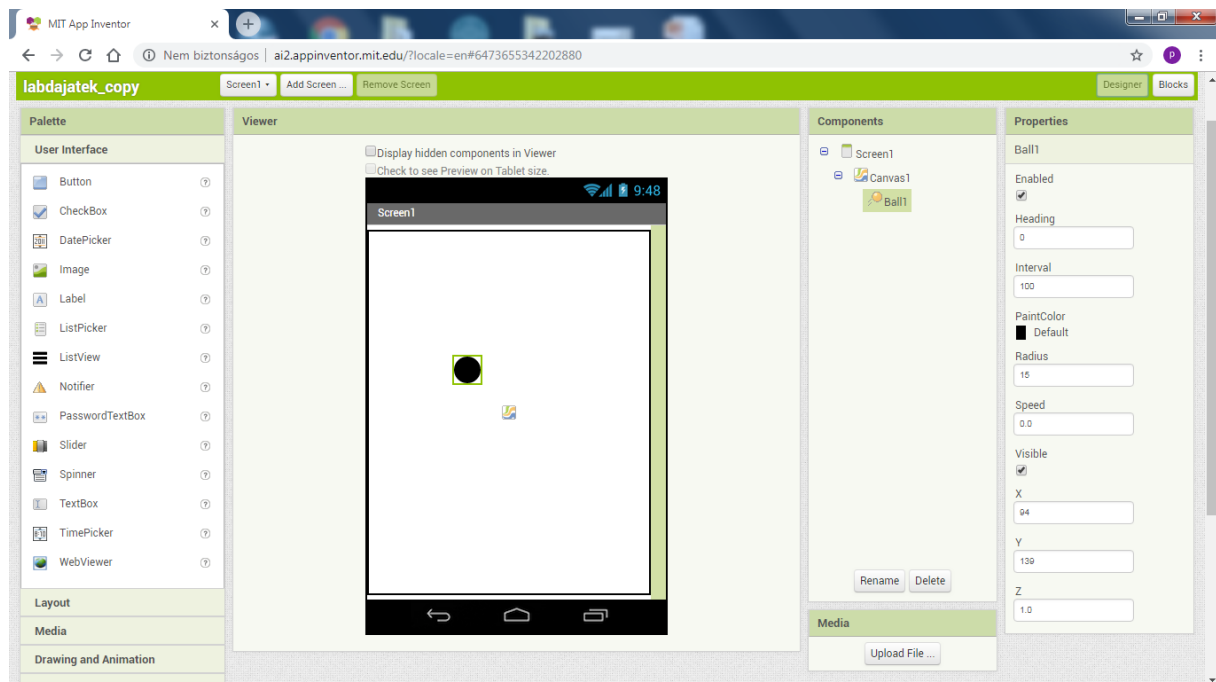 MIT App Inventor
Nem biztonságos | ai2.appinventor.mit.edu/?locale=en#6473655342202880
P
labdajatek_copy
Screen1
Add Screen ...
Remove Screen
Designer
Blocks
Palette
User Interface
Button
CheckBox
DatePicker
Image
Label
ListPicker
ListView
Notifier
PasswordTextBox
Slider
Spinner
TextBox
TimePicker
WebViewer
Layout
Media
Drawing and Animation
Viewer
Display hidden components in Viewer
Check to see Preview on Tablet size.
9:48
Screen1
Components
Screen1
Canvas1
Ball1
Rename
Delete
Media
Upload File ...
Properties
Ball1
Enabled
Heading
0
Interval
100
PaintColor
Default
Radius
15
Speed
0.0
Visible
X
94
Y
139
Z
1.0